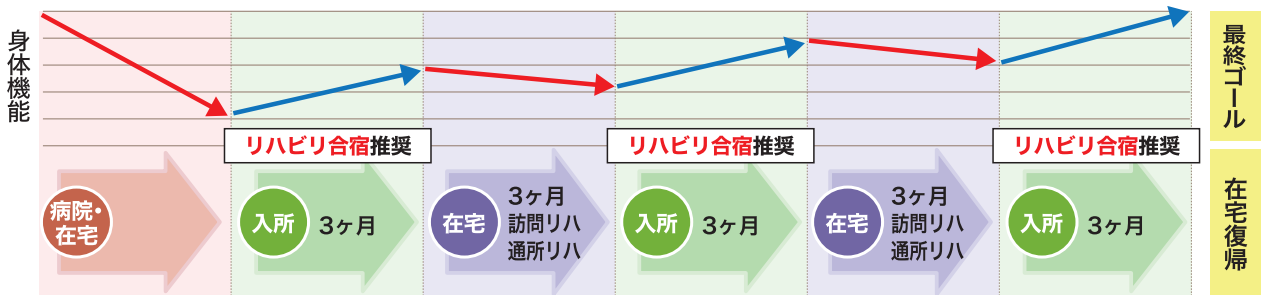 身体機能
最終ゴール
リハビリ合宿推奨
リハビリ合宿推奨
リハビリ合宿推奨
病院・
在宅
入所
3ヶ月
在宅
3ヶ月
訪問リハ
通所リハ
入所
3ヶ月
在宅
3ヶ月
訪問リハ
通所リハ
入所
3ヶ月
在宅復帰